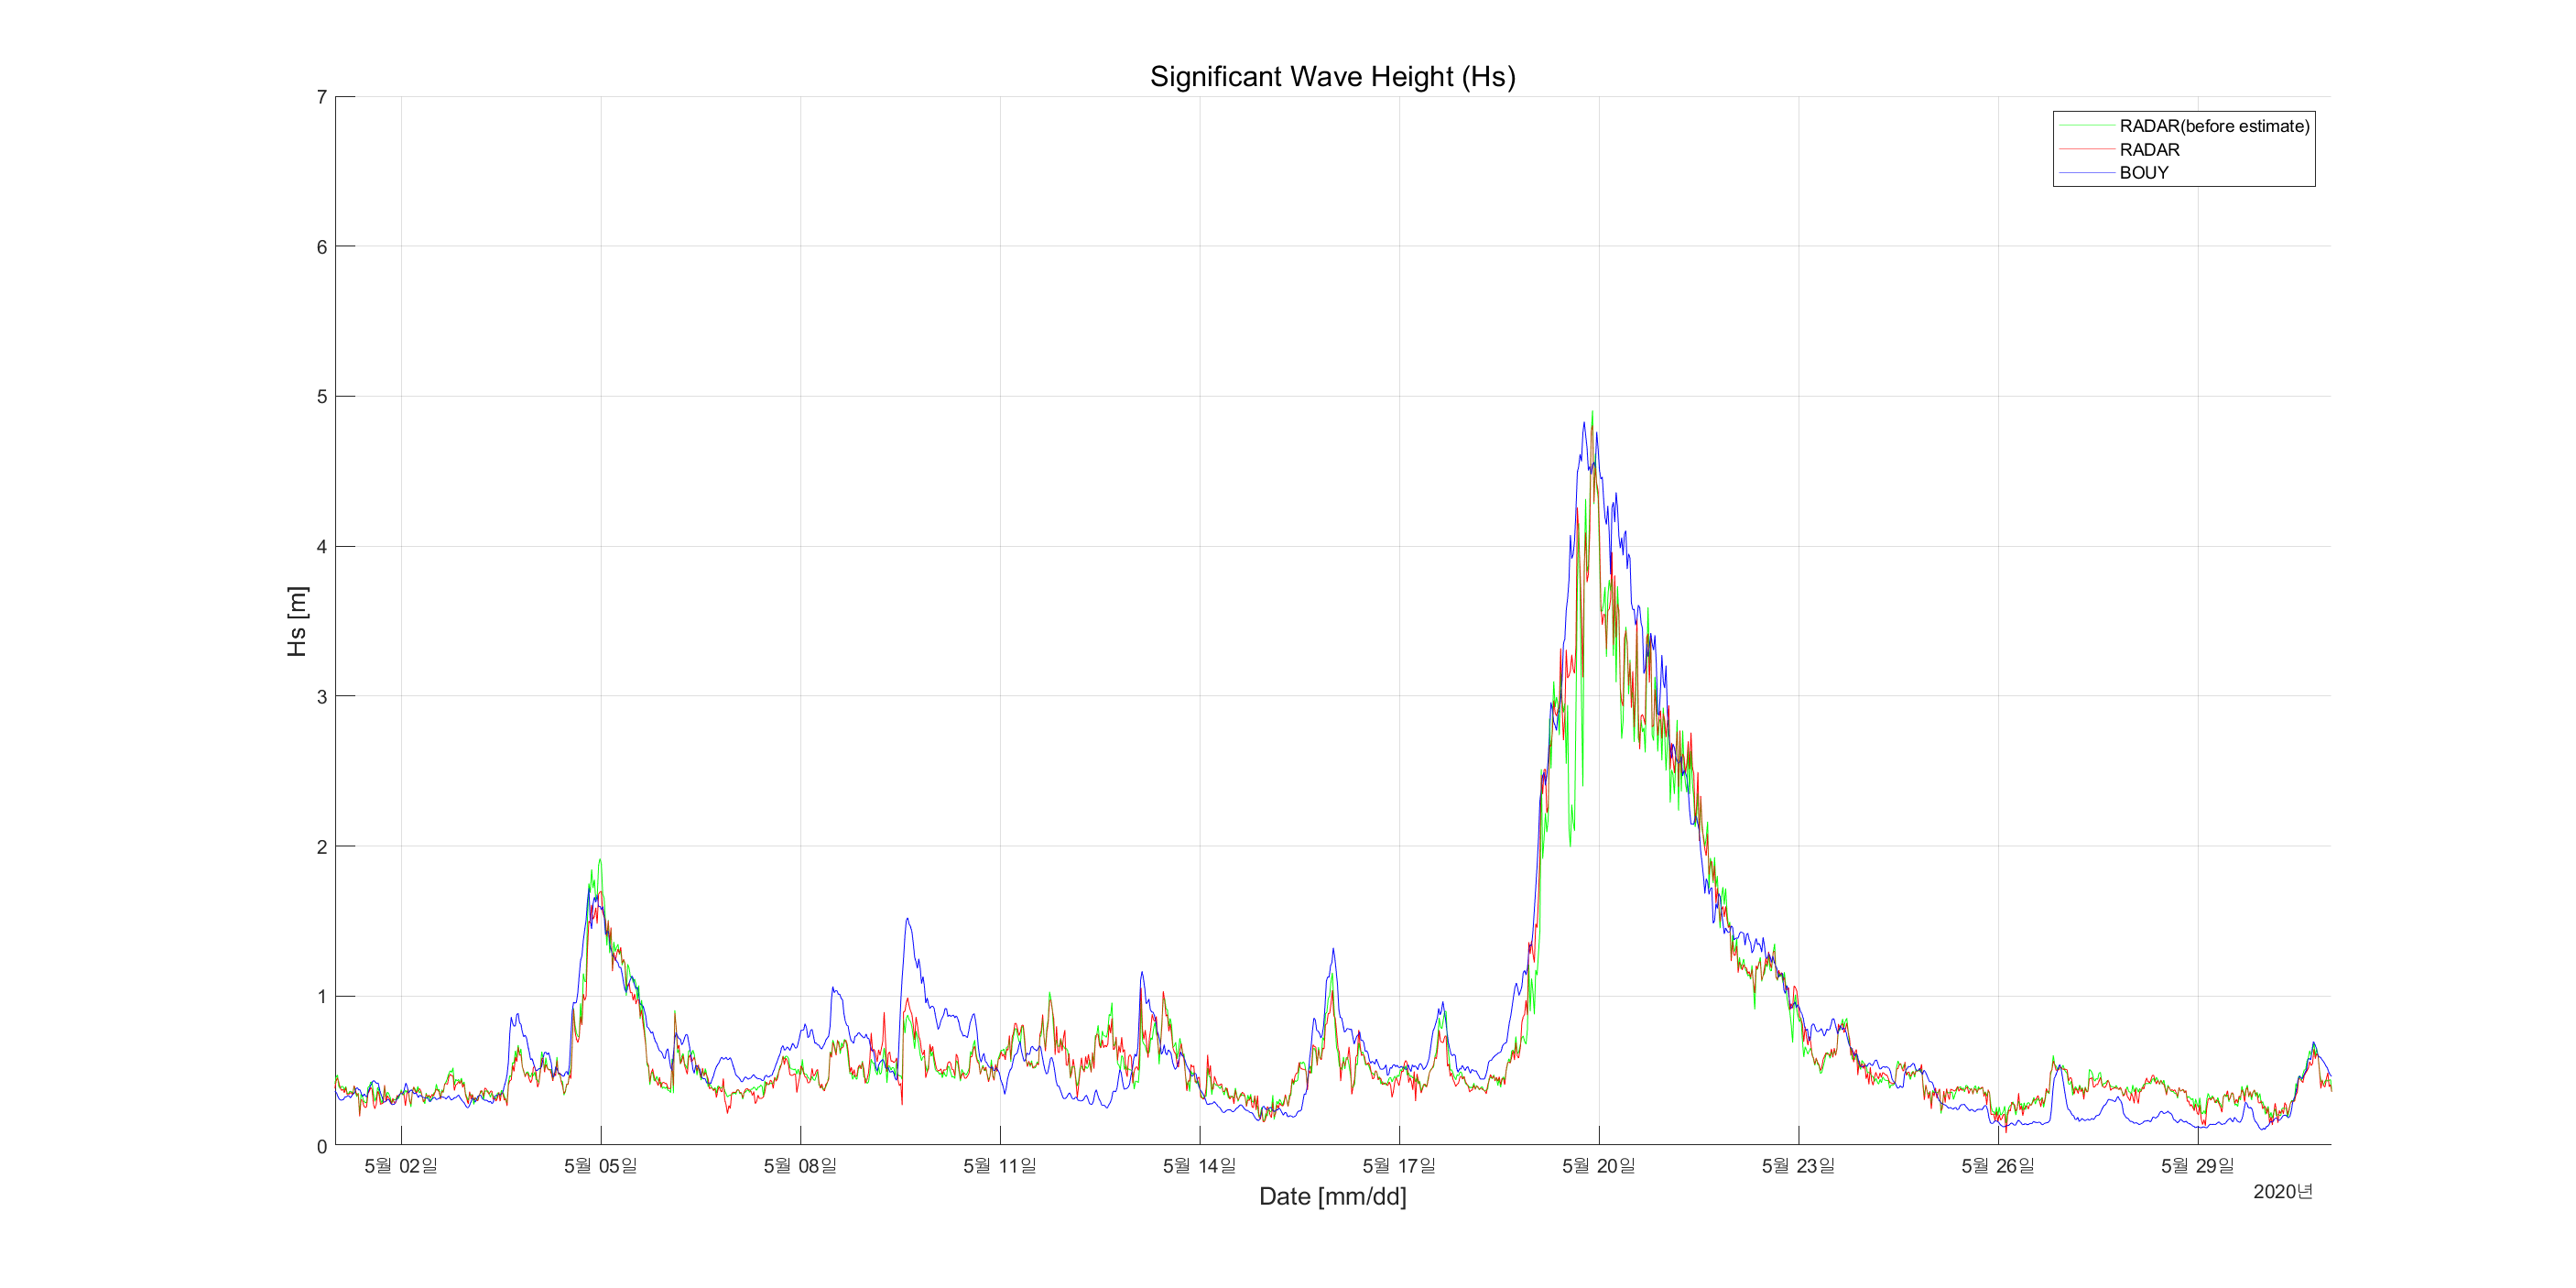 Significant Wave Height (Hs)
RADAR(before estimate)
RADAR
BOUY
Hs [m]
7
6
5
4
3
2
1
0
5월 02일 5월 05일 5월 08일 5월 11일 5월 14일 5월 17일 5월 20일 5월 23일 5월 26일 5월 29일
2020년
Date [mm/dd]